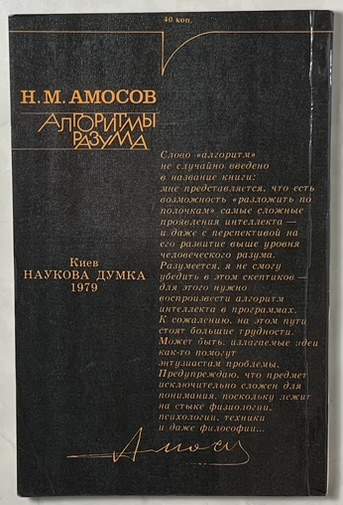 40 коп.
Н. М. АМОСОВ
АЛГОРИТМЫ
РАЗУМА
Слово «алгоритм»
не случайно введено
в название книги:
мне представляется, что есть
возможность «разложить по
полочкам» самые сложные
проявления интеллекта —
и даже с перспективой на
его развитие выше уровня
человеческого разума.
Разумеется, я не смогу
убедить в этом скептиков —
для этого нужно
воспроизвести алгоритм
интеллекта в программах.
К сожалению, на этом пути
стоят большие трудности.
Может быть, излагаемые идеи
как-то помогут
энтузиастам проблемы.
Предупреждаю, что предмет
исключительно сложен для
понимания, поскольку лежит
на стыке физиологии,
психологии, техники
и даже философии...
Киев
НАУКОВА ДУМКА
1979
Амосов